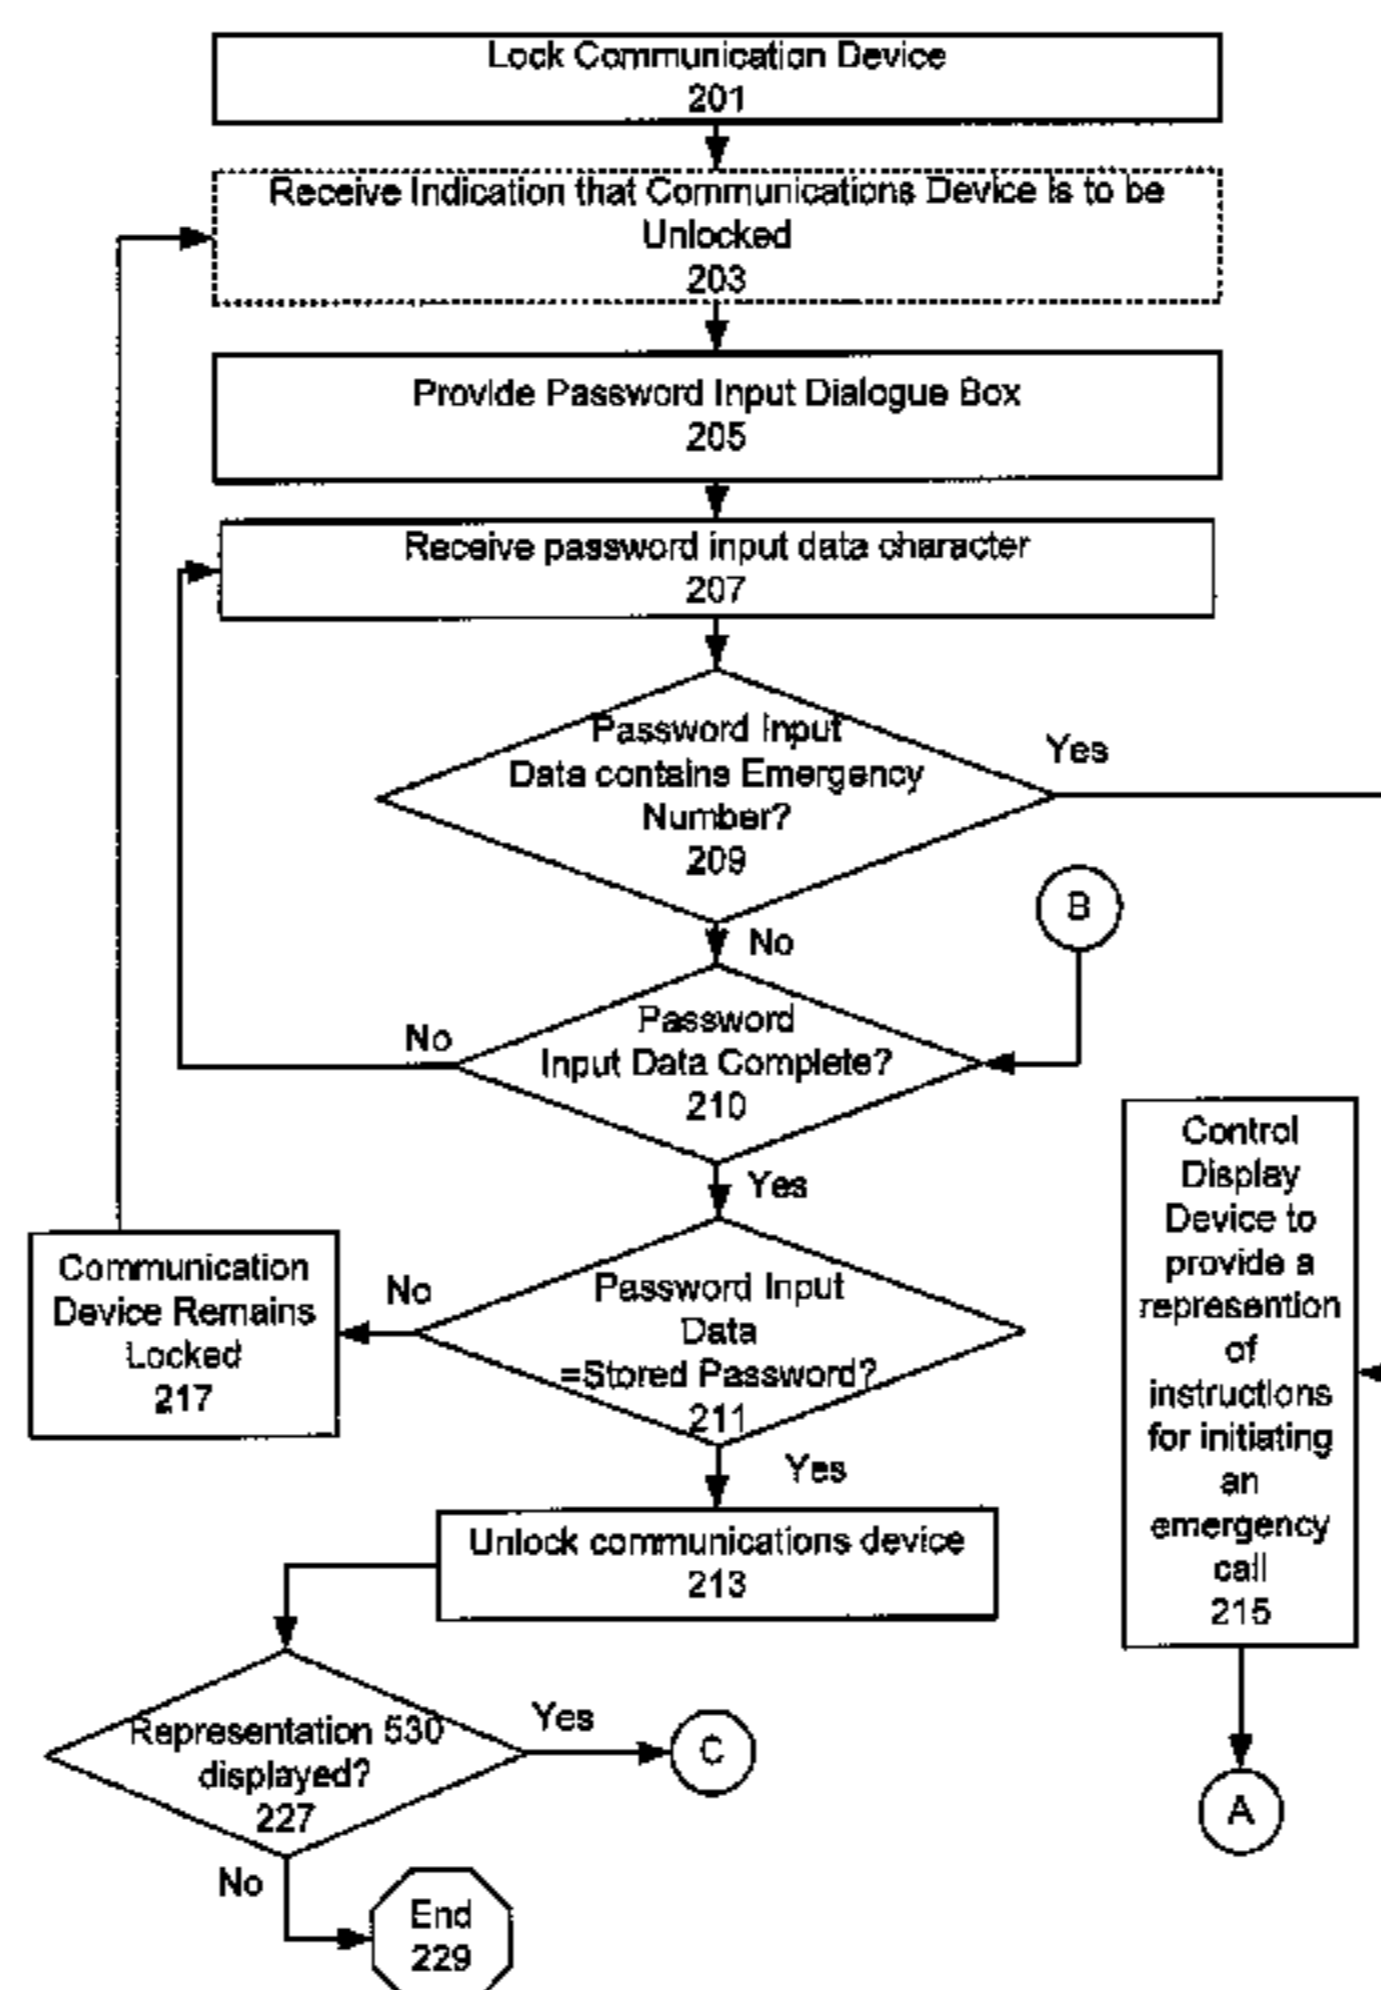 Lock Communication Device
201
Receive Indication that Communications Device is to be
Unlocked
203
Provide Password Input Dialogue Box
205
Receive password input data character
207
Password Input
Data contains Emergency
Number?
209
Yes
No
B
Password
Input Data Complete?
210
No
Yes
Password Input
Data
=Stored Password?
211
No
Communication
Device Remains
Locked
217
Yes
Unlock communications device
213
Control
Display
Device to
provide a
represention
of
instructions
for initiating
an
emergency
call
215
Representation 530
displayed?
227
Yes
C
A
No
End
229